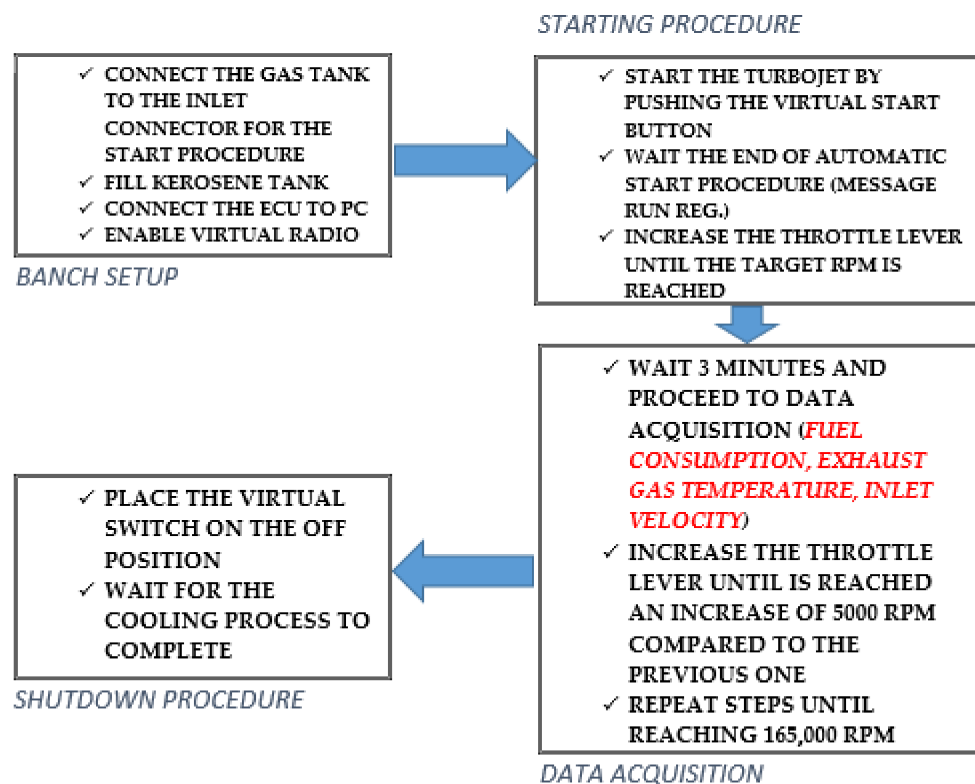 ✓ CONNECT THE GAS TANK
TO THE INLET
CONNECTOR FOR THE
START PROCEDURE
✓ FILL KEROSENE TANK
✓ CONNECT THE ECU TO PC
✓ ENABLE VIRTUAL RADIO
BANCH SETUP
STARTING PROCEDURE
✓ START THE TURBOJET BY
PUSHING THE VIRTUAL START
BUTTON
✓ WAIT THE END OF AUTOMATIC
START PROCEDURE (MESSAGE
RUN REG.)
✓ INCREASE THE THROTTLE LEVER
UNTIL THE TARGET RPM IS
REACHED
✓ WAIT 3 MINUTES AND
PROCEED TO DATA
ACQUISITION (FUEL
CONSUMPTION, EXHAUST
GAS TEMPERATURE, INLET
VELOCITY)
✓ INCREASE THE THROTTLE
LEVER UNTIL IS REACHED
AN INCREASE OF 5000 RPM
COMPARED TO THE
PREVIOUS ONE
✓ REPEAT STEPS UNTIL
REACHING 165,000 RPM
DATA ACQUISITION
✓ PLACE THE VIRTUAL
SWITCH ON THE OFF
POSITION
✓ WAIT FOR THE
COOLING PROCESS TO
COMPLETE
SHUTDOWN PROCEDURE